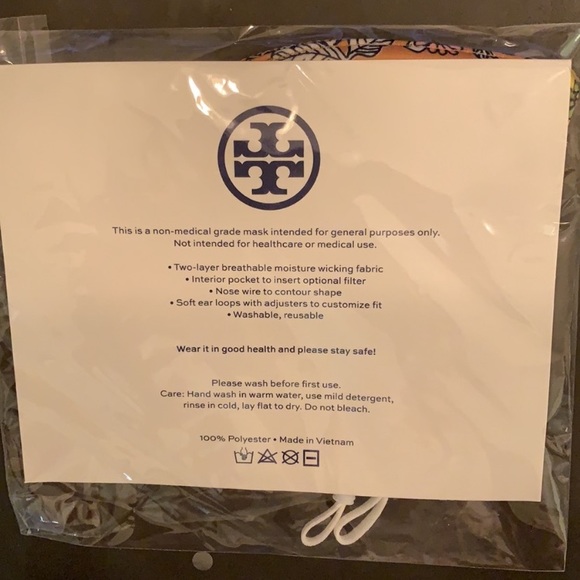 This is a non-medical grade mask intended for general purposes only.
Not intended for healthcare or medical use.
• Two-layer breathable moisture wicking fabric
• Interior pocket to insert optional filter
• Nose wire to contour shape
• Soft ear loops with adjusters to customize fit
• Washable, reusable
Wear it in good health and please stay safe!
Please wash before first use.
Care: Hand wash in warm water, use mild detergent,
rinse in cold, lay flat to dry. Do not bleach.
100% Polyester • Made in Vietnam